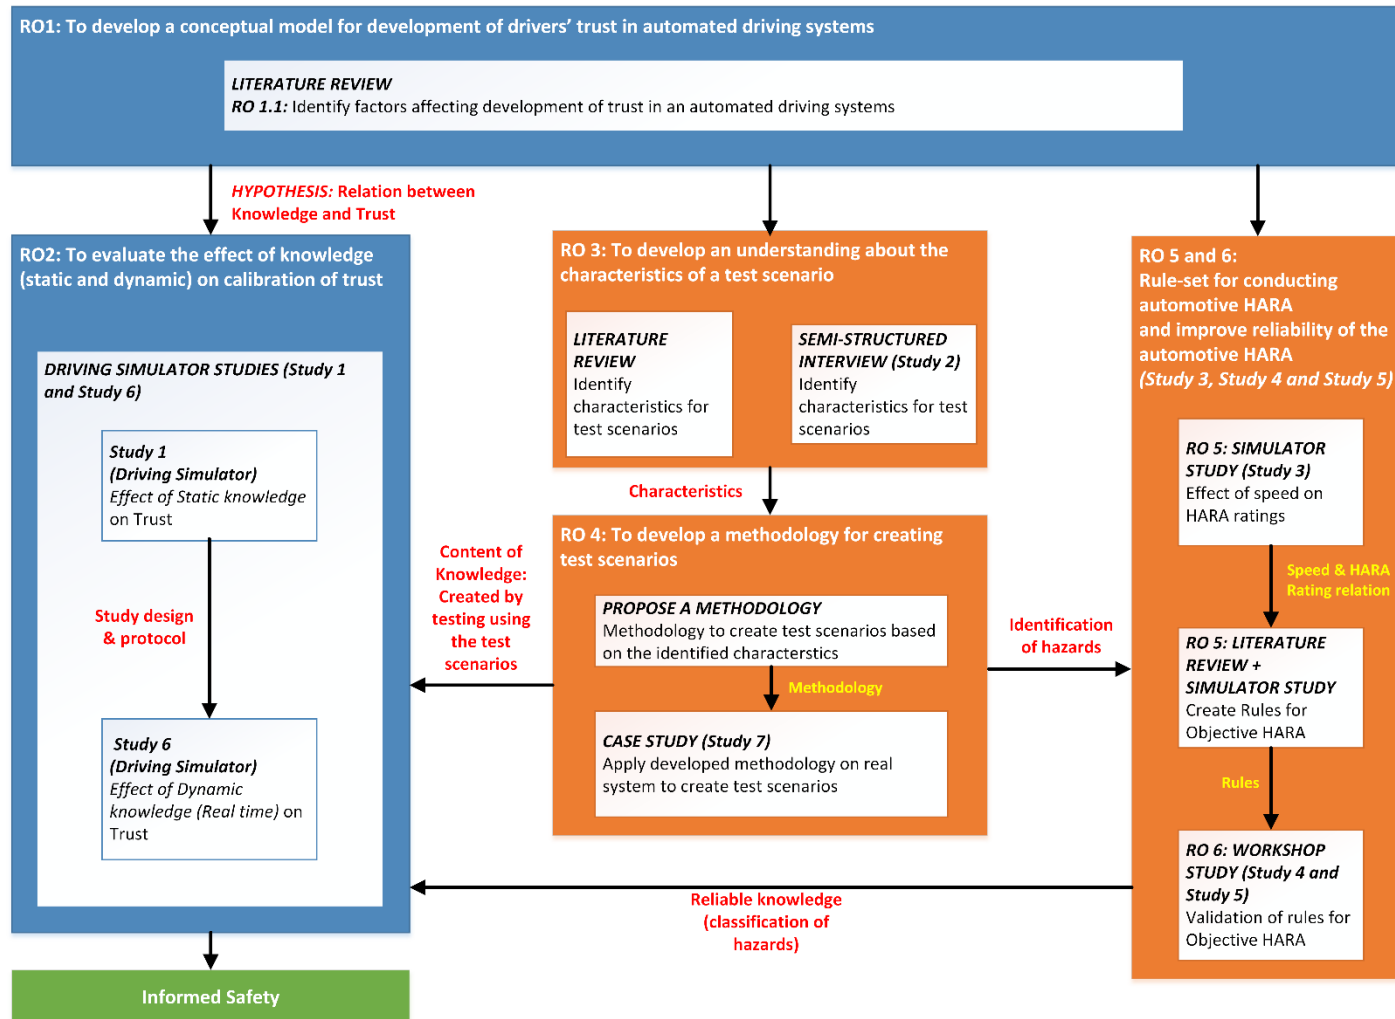 RO1: To develop a conceptual model for development of drivers’ trust in automated driving systems
LITERATURE REVIEW
RO 1.1: Identify factors affecting development of trust in an automated driving systems
HYPOTHESIS: Relation between
Knowledge and Trust
RO2: To evaluate the effect of knowledge
(static and dynamic) on calibration of trust
DRIVING SIMULATOR STUDIES (Study 1
and Study 6)
Study 1
(Driving Simulator)
Effect of Static knowledge
on Trust
Study design
& protocol
Study 6
(Driving Simulator)
Effect of Dynamic
knowledge (Real time) on
Trust
Informed Safety
Content of
Knowledge:
Created by
testing using
the test
scenarios
RO 3: To develop an understanding about the
characteristics of a test scenario
LITERATURE
REVIEW
Identify
characteristics for
test scenarios
SEMI-STRUCTURED
INTERVIEW (Study 2)
Identify
characteristics for test
scenarios
Characteristics
RO 4: To develop a methodology for creating
test scenarios
PROPOSE A METHODOLOGY
Methodology to create test scenarios based
on the identified characterstics
Methodology
CASE STUDY (Study 7)
Apply developed methodology on real
system to create test scenarios
Identification
of hazards
Reliable knowledge
(classification of
hazards)
RO 5 and 6:
Rule-set for conducting
automotive HARA
and improve reliability of the
automotive HARA
(Study 3, Study 4 and Study 5)
RO 5: SIMULATOR
STUDY (Study 3)
Effect of speed on
HARA ratings
Speed & HARA
Rating relation
RO 5: LITERATURE
REVIEW +
SIMULATOR STUDY
Create Rules for
Objective HARA
Rules
RO 6: WORKSHOP
STUDY (Study 4 and
Study 5)
Validation of rules for
Objective HARA